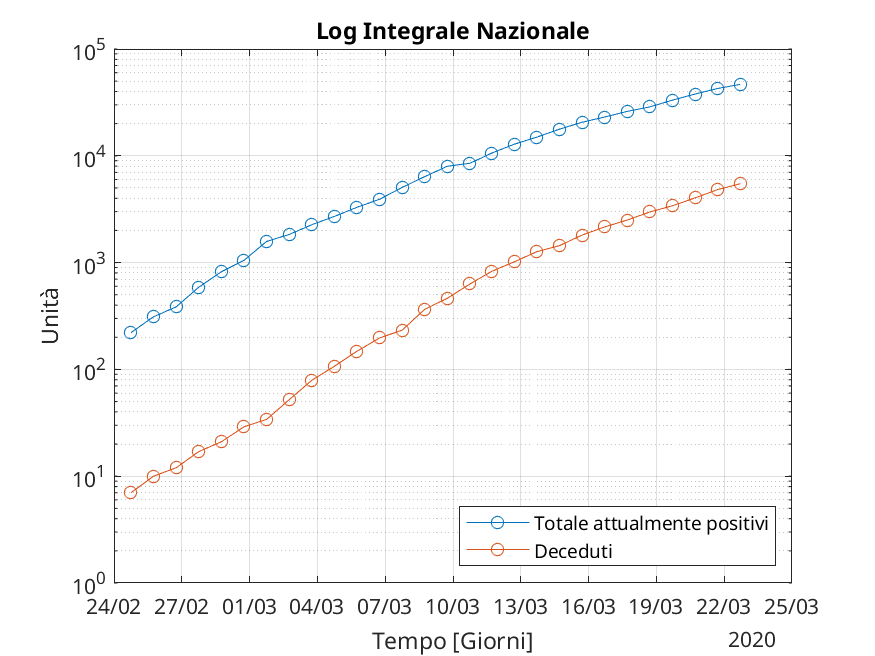 Log Integrale Nazionale
10^5
10^4
10^3
10^2
10^1
10^0
Unità
Totale attualmente positivi
Deceduti
24/02 27/02 01/03 04/03 07/03 10/03 13/03 16/03 19/03 22/03 25/03
Tempo [Giorni]
2020